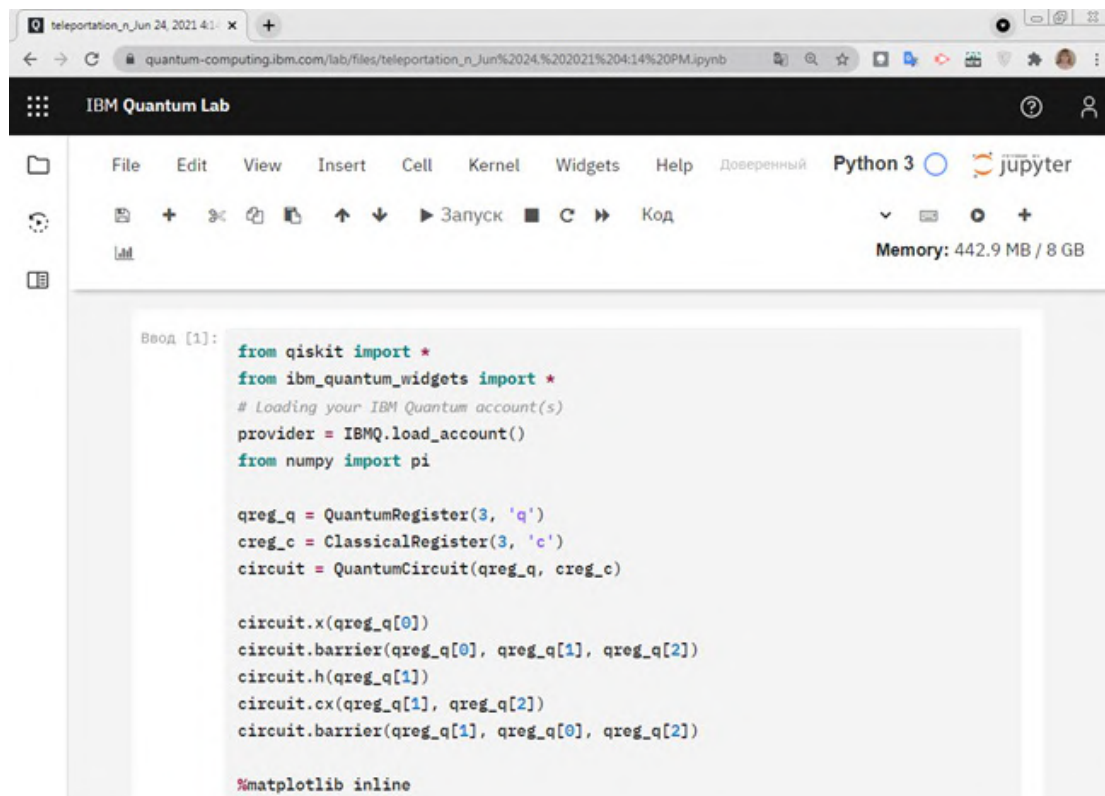 teleportation_n_Jun 24, 2021 4:1
quantum-computing.ibm.com/lab/files/teleportation_n_Jun%2024.%202021%204:14%20PM.ipynb
IBM Quantum Lab
File Edit View Insert Cell Kernel Widgets Help Доверенный Python 3 jupyter
Запуск Код
Memory: 442.9 MB / 8 GB
Ввод [1]:
from qiskit import *
from ibm_quantum_widgets import *
# Loading your IBM Quantum account(s)
provider = IBMQ.load_account()
from numpy import pi
qreg_q = QuantumRegister(3, 'q')
creg_c = ClassicalRegister(3, 'c')
circuit = QuantumCircuit(qreg_q, creg_c)
circuit.x(qreg_q[0])
circuit.barrier(qreg_q[0], qreg_q[1], qreg_q[2])
circuit.h(qreg_q[1])
circuit.cx(qreg_q[1], qreg_q[2])
circuit.barrier(qreg_q[1], qreg_q[0], qreg_q[2])
%matplotlib inline